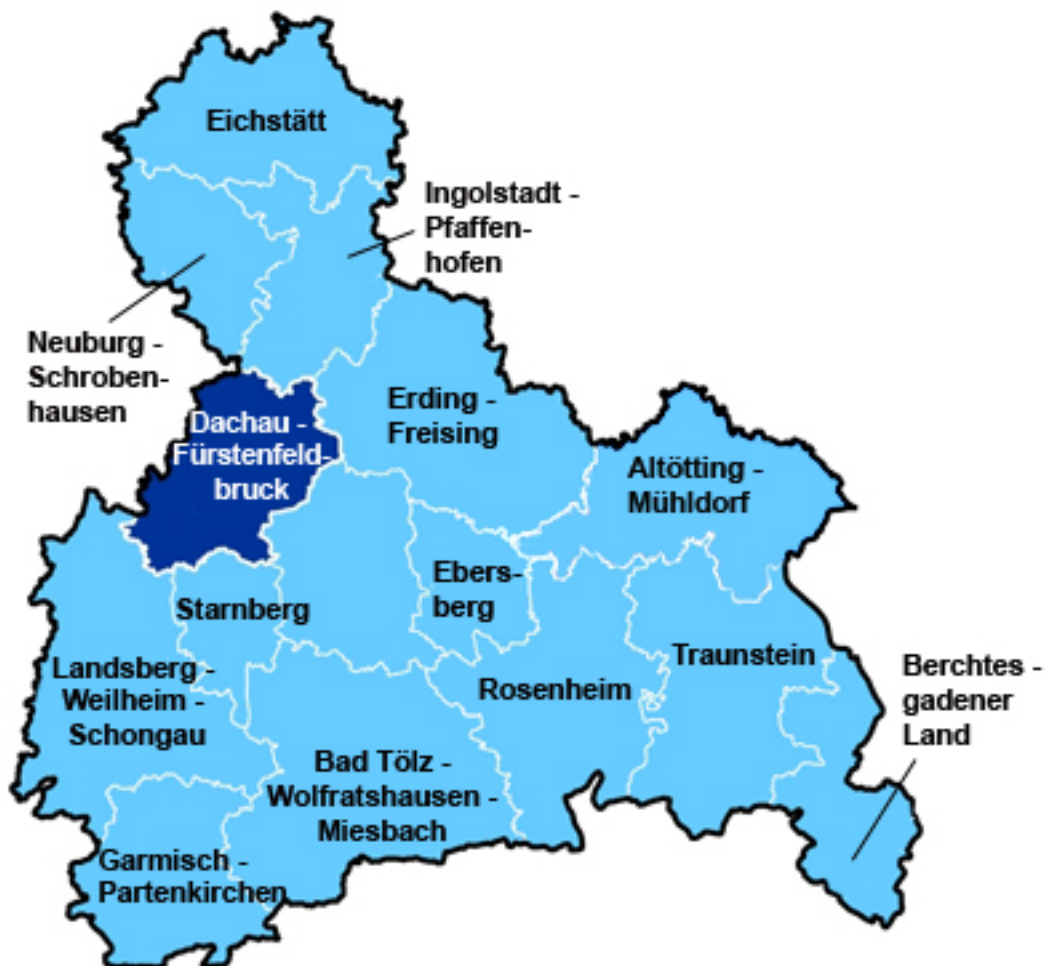 Eichstätt
Ingolstadt -
Pfaffen-
hofen
Neuburg -
Schroben-
hausen
Dachau -
Fürstenfeld-
bruck
Erding -
Freising
Altötting -
Mühldorf
Ebers-
berg
Starnberg
Landsberg -
Weilheim -
Schongau
Rosenheim
Traunstein
Berchtes -
gadener
Land
Bad Tölz -
Wolfratshausen -
Miesbach
Garmisch -
Partenkirchen